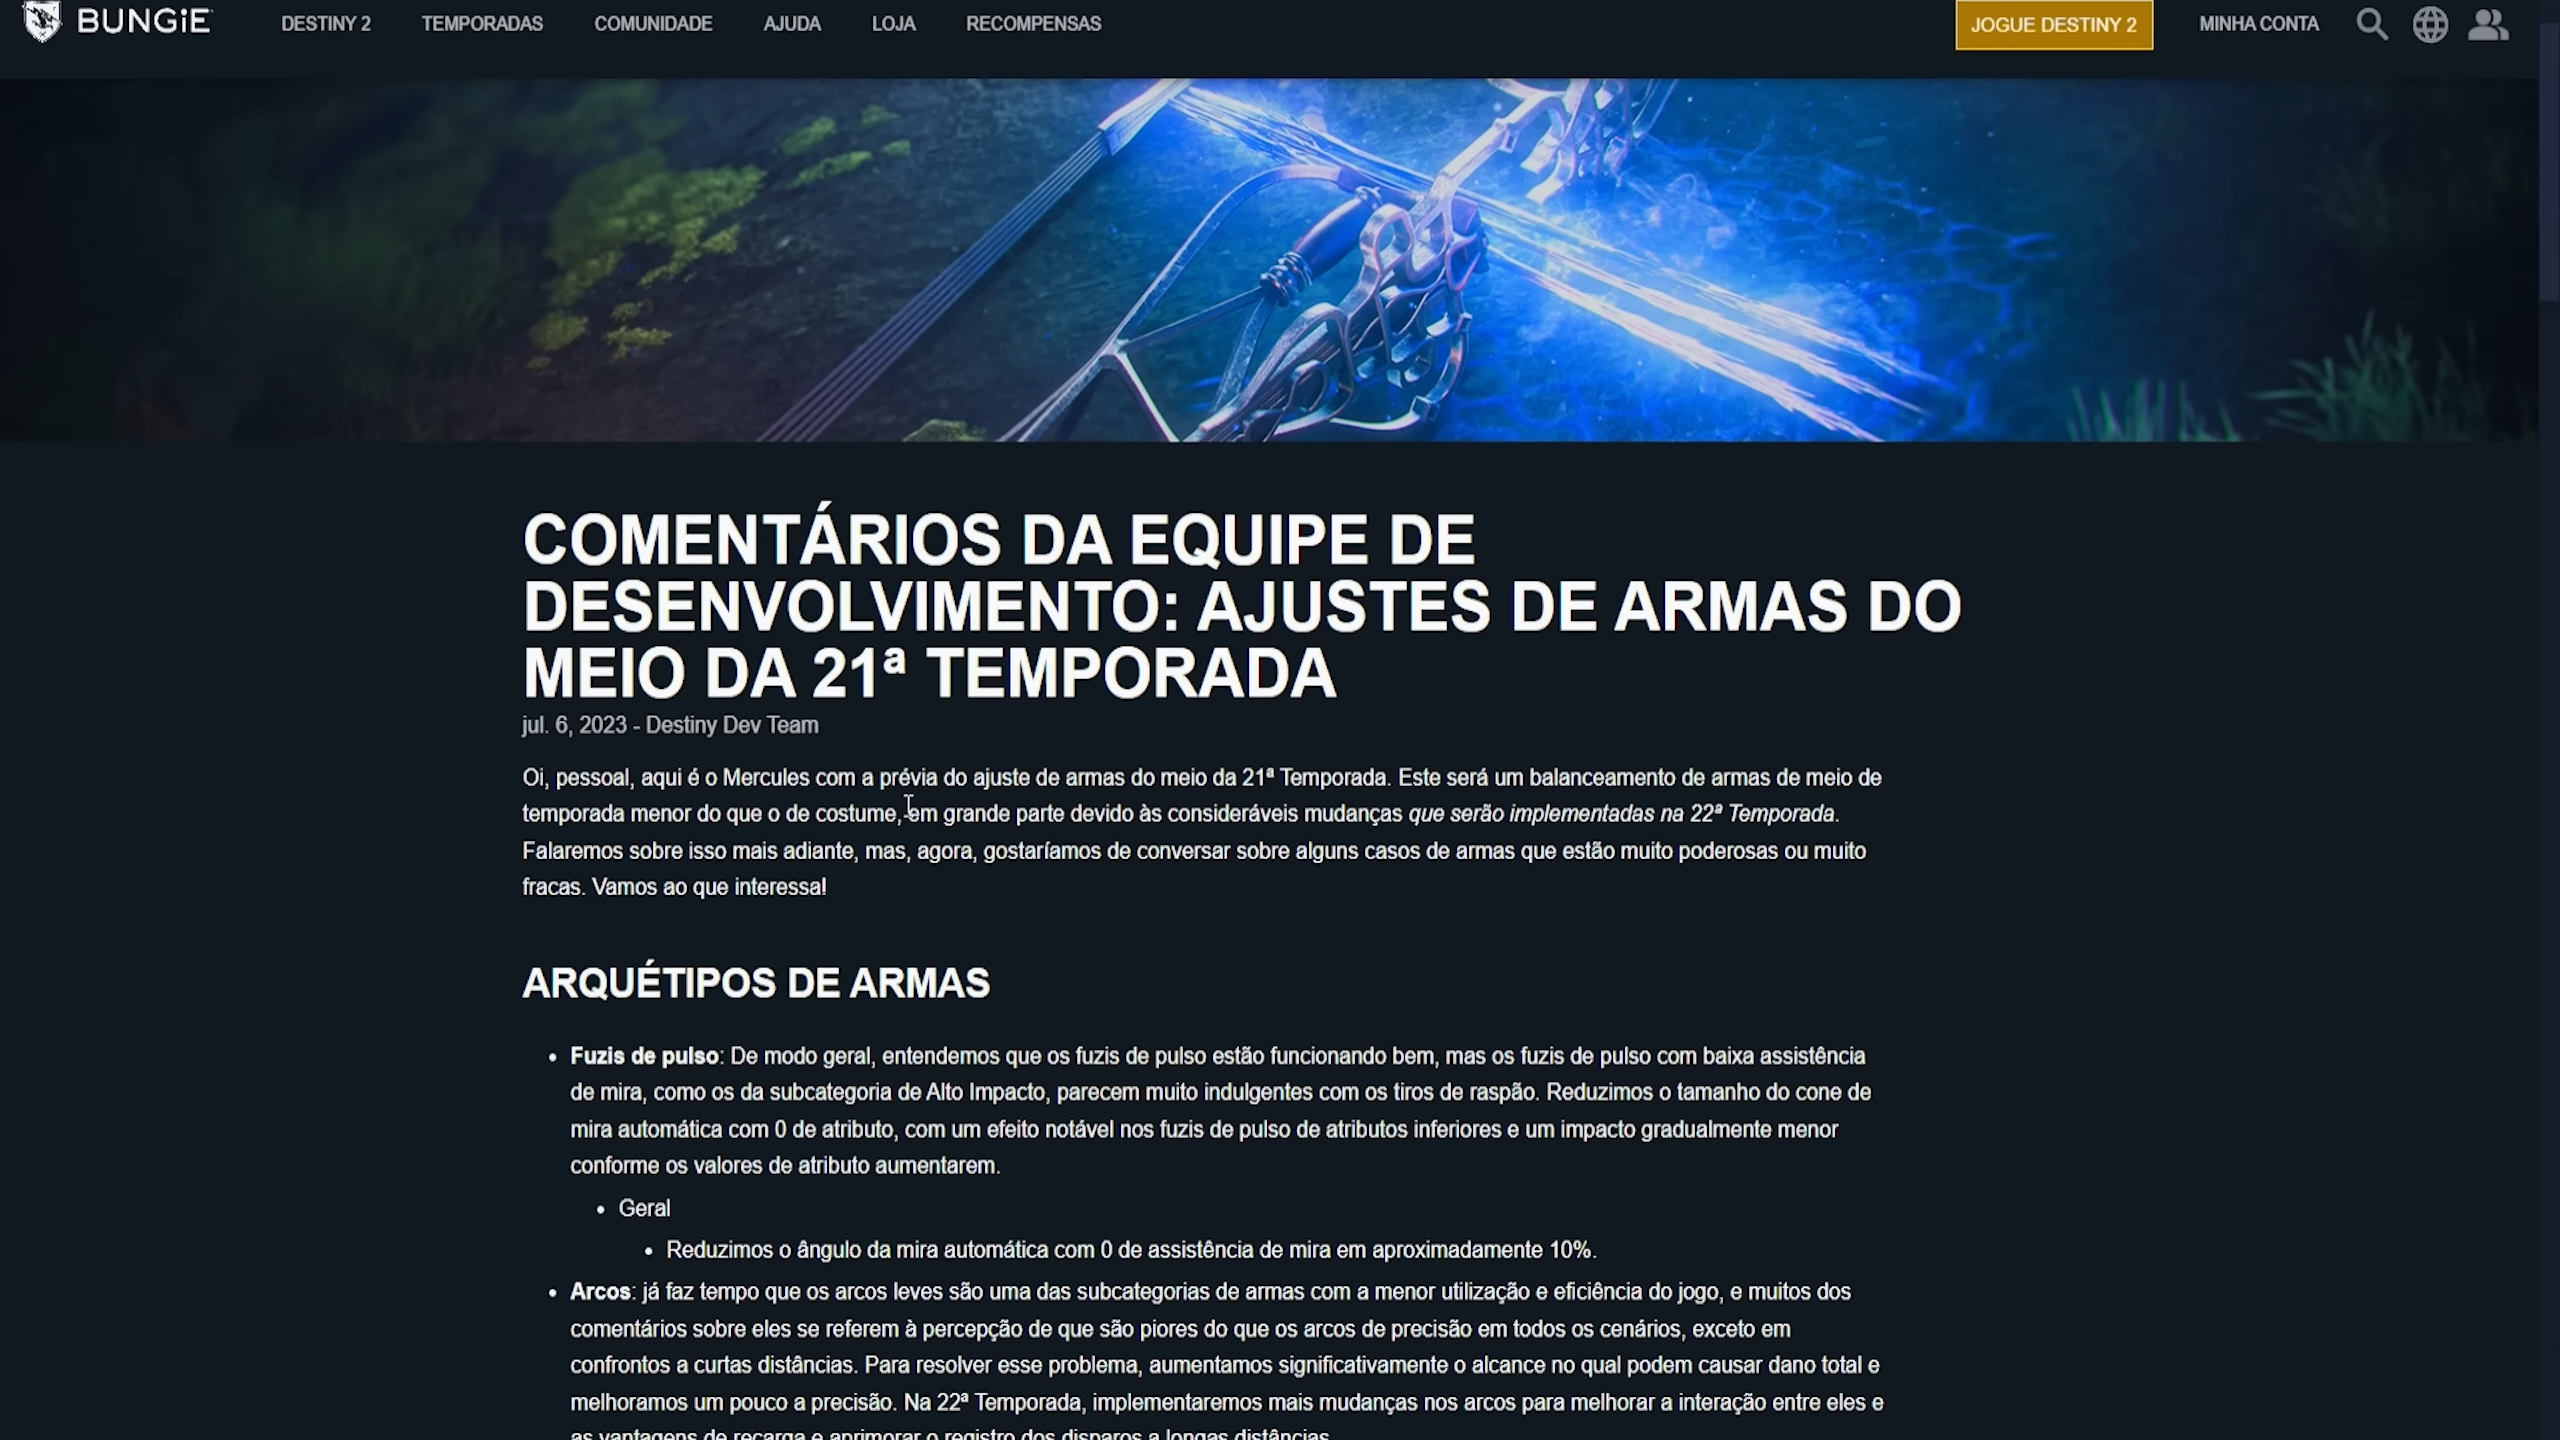 BUNGiE
DESTINY 2
TEMPORADAS
COMUNIDADE
AJUDA
LOJA
RECOMPENSAS
JOGUE DESTINY 2
MINHA CONTA
COMENTÁRIOS DA EQUIPE DE
DESENVOLVIMENTO: AJUSTES DE ARMAS DO
MEIO DA 21ª TEMPORADA
jul. 6, 2023 - Destiny Dev Team
Oi, pessoal, aqui é o Mercules com a prévia do ajuste de armas do meio da 21ª Temporada. Este será um balanceamento de armas de meio de
temporada menor do que o de costume, em grande parte devido às consideráveis mudanças que serão implementadas na 22ª Temporada.
Falaremos sobre isso mais adiante, mas, agora, gostaríamos de conversar sobre alguns casos de armas que estão muito poderosas ou muito
fracas. Vamos ao que interessa!
ARQUÉTIPOS DE ARMAS
• Fuzis de pulso: De modo geral, entendemos que os fuzis de pulso estão funcionando bem, mas os fuzis de pulso com baixa assistência
de mira, como os da subcategoria de Alto Impacto, parecem muito indulgentes com os tiros de raspão. Reduzimos o tamanho do cone de
mira automática com 0 de atributo, com um efeito notável nos fuzis de pulso de atributos inferiores e um impacto gradualmente menor
conforme os valores de atributo aumentarem.
• Geral
• Reduzimos o ângulo da mira automática com 0 de assistência de mira em aproximadamente 10%.
• Arcos: já faz tempo que os arcos leves são uma das subcategorias de armas com a menor utilização e eficiência do jogo, e muitos dos
comentários sobre eles se referem à percepção de que são piores do que os arcos de precisão em todos os cenários, exceto em
confrontos a curtas distâncias. Para resolver esse problema, aumentamos significativamente o alcance no qual podem causar dano total e
melhoramos um pouco a precisão. Na 22ª Temporada, implementaremos mais mudanças nos arcos para melhorar a interação entre eles e
as vantagens de recarga e aprimorar o registro dos disparos a longas distâncias.